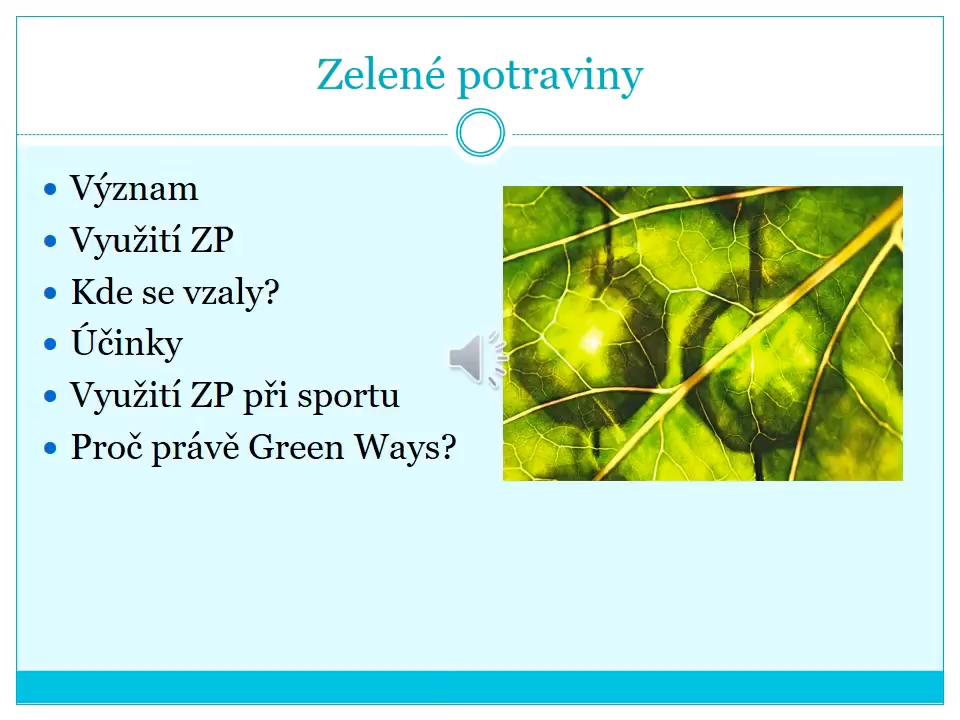 Zelené potraviny
Význam
Využití ZP
Kde se vzaly?
Účinky
Využití ZP při sportu
Proč právě Green Ways?